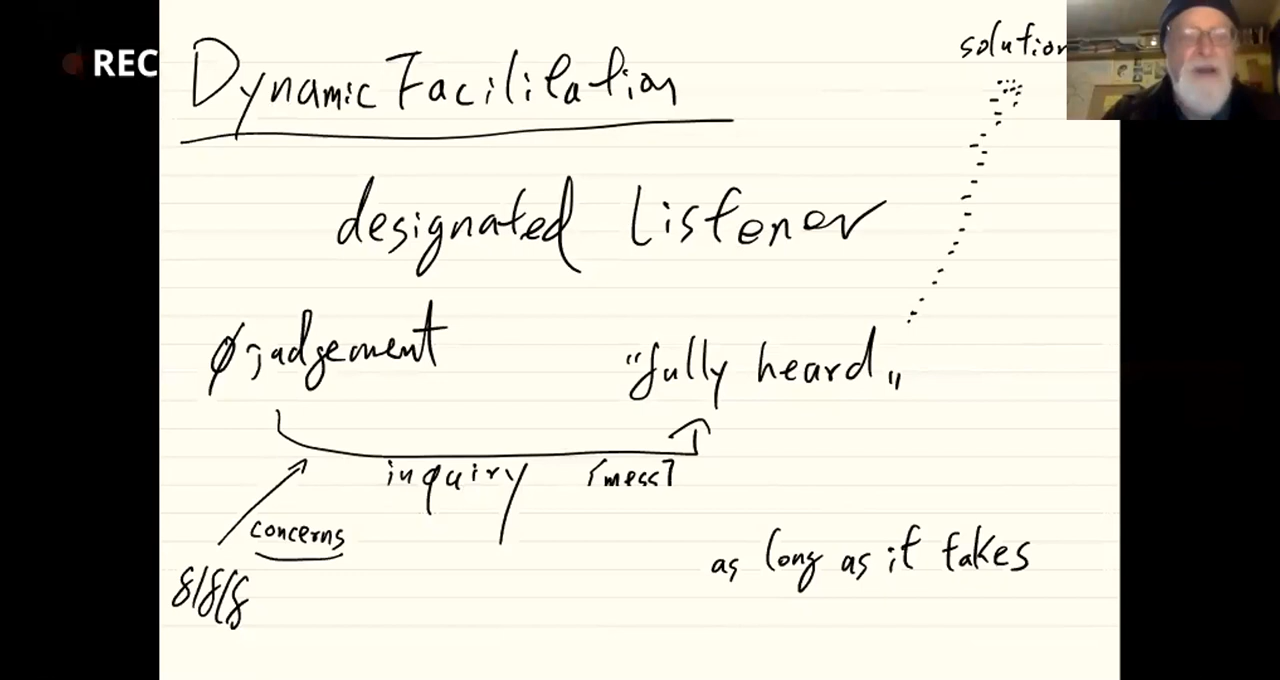 REC
solution
Dynamic Facilitation
designated listener
Ø judgement
"fully heard"
inquiry [mess]
concerns
as long as it takes